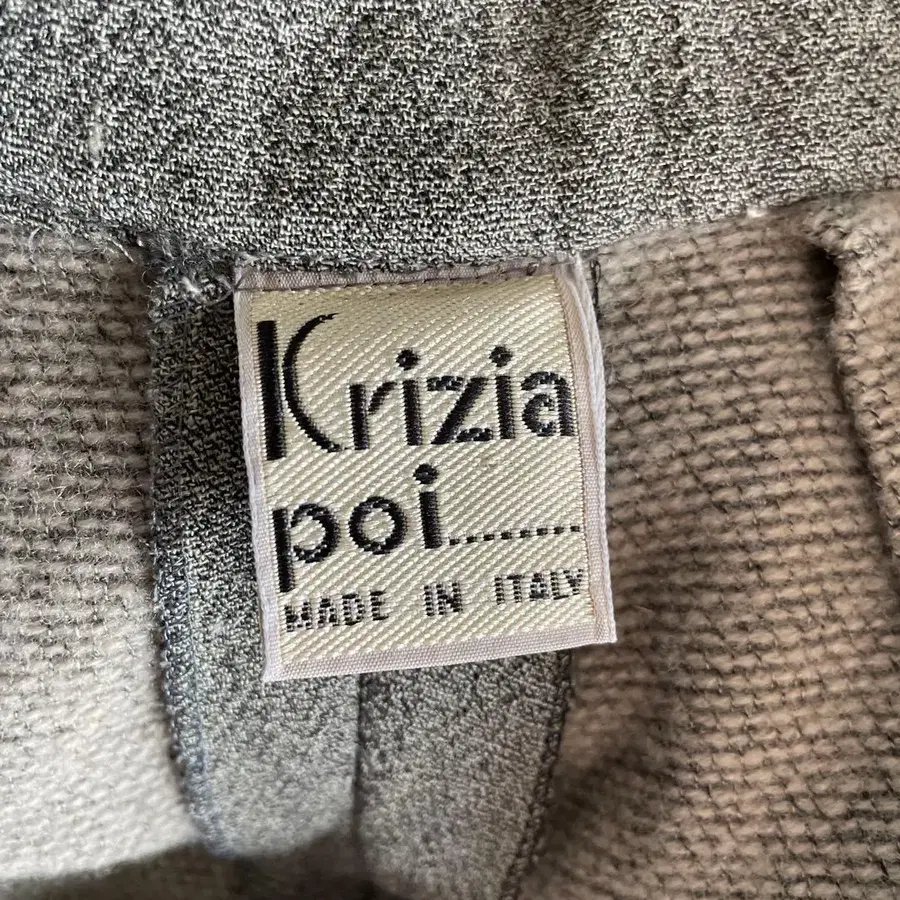 Krizia
poi........
MADE IN ITALY